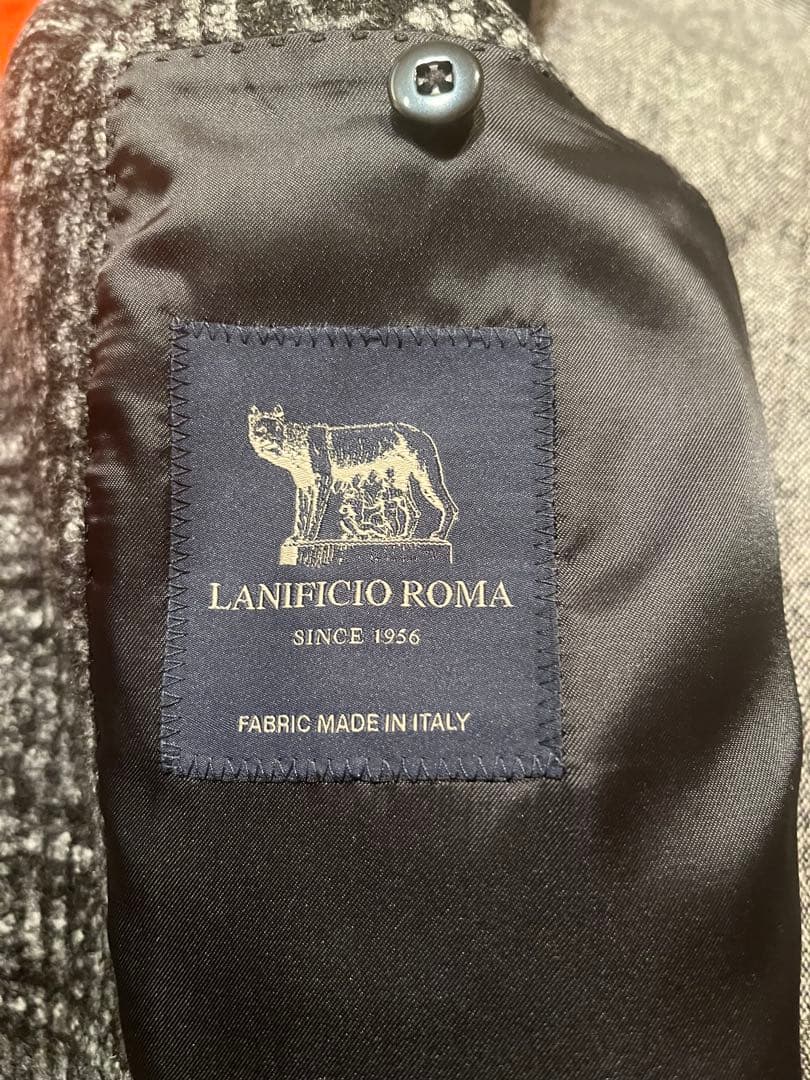 LANIFICIO ROMA
SINCE 1956
FABRIC MADE IN ITALY